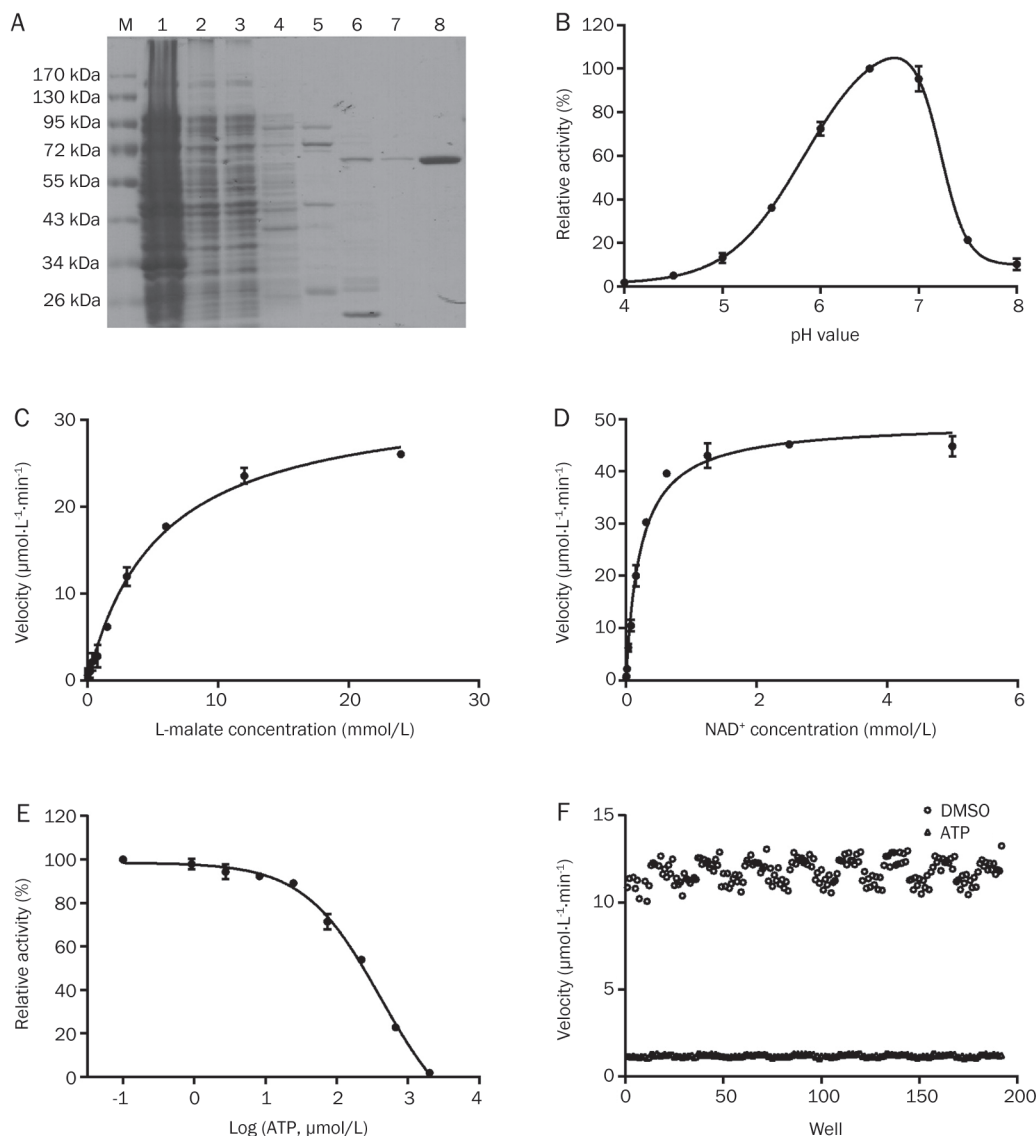 A
M 1 2 3 4 5 6 7 8
170 kDa
130 kDa
95 kDa
72 kDa
55 kDa
43 kDa
34 kDa
26 kDa
B
Relative activity (%)
120
100
80
60
40
20
0
4 5 6 7 8
pH value
C
Velocity (µmol·L⁻¹·min⁻¹)
30
20
10
0
0 10 20 30
L-malate concentration (mmol/L)
D
Velocity (µmol·L⁻¹·min⁻¹)
50
40
30
20
10
0
0 2 4 6
NAD⁺ concentration (mmol/L)
E
Relative activity (%)
120
100
80
60
40
20
0
-1 0 1 2 3 4
Log (ATP, µmol/L)
F
Velocity (µmol·L⁻¹·min⁻¹)
15
10
5
0
DMSO
ATP
0 50 100 150 200
Well